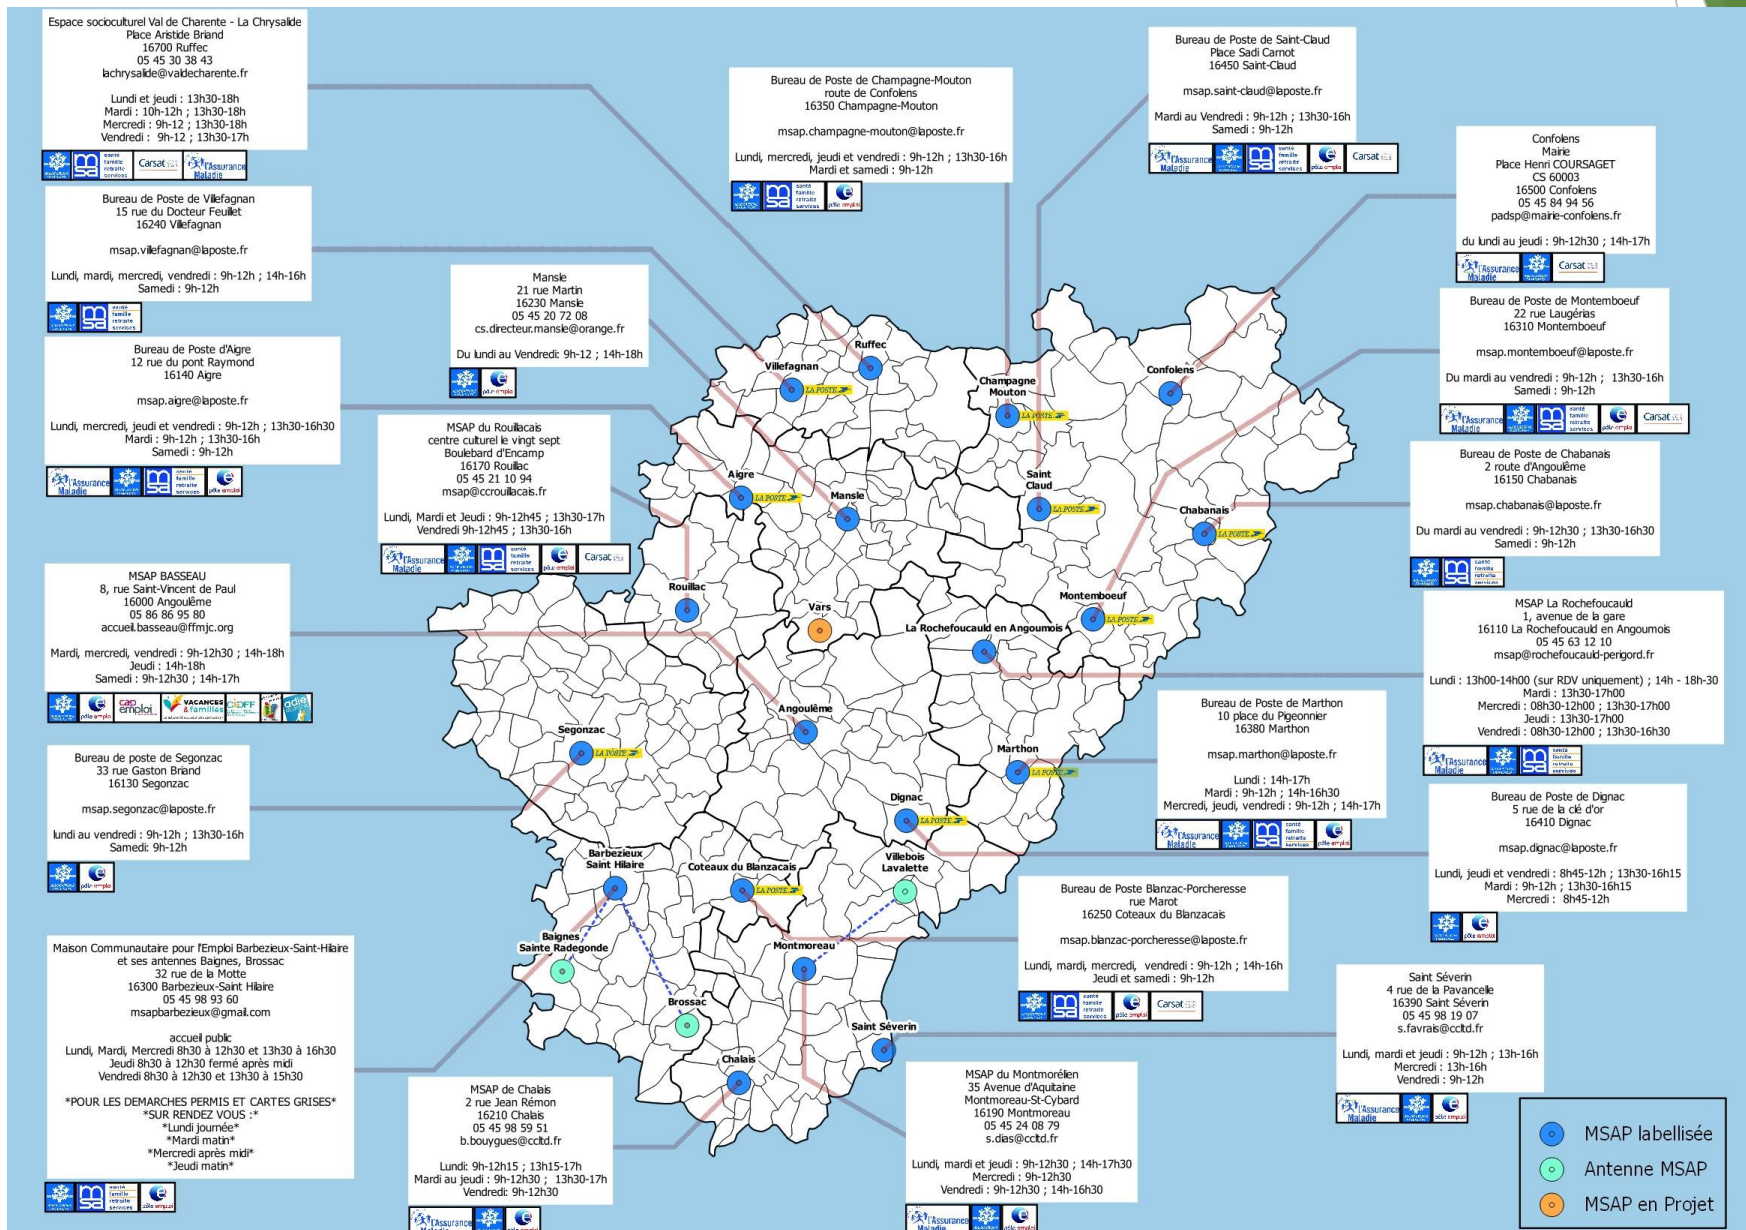 Espace socioculturel Val de Charente - La Chrysalide
Place Aristide Briand
16700 Ruffec
05 45 30 38 43
lachrysalide@valdecharente.fr
Lundi et jeudi : 13h30-18h
Mardi : 10h-12h ; 13h30-18h
Mercredi : 9h-12 ; 13h30-18h
Vendredi : 9h-12 ; 13h30-17h
Bureau de Poste de Villefagnan
15 rue du Docteur Feuillet
16240 Villefagnan
msap.villefagnan@laposte.fr
Lundi, mardi, mercredi, vendredi : 9h-12h ; 14h-16h
Samedi : 9h-12h
Bureau de Poste d'Aigre
12 rue du pont Raymond
16140 Aigre
msap.aigre@laposte.fr
Lundi, mercredi, jeudi et vendredi : 9h-12h ; 13h30-16h30
Mardi : 9h-12h ; 13h30-16h
Samedi : 9h-12h
MSAP BASSEAU
8, rue Saint-Vincent de Paul
16000 Angoulême
05 86 86 95 80
accueil.basseau@ffmjc.org
Mardi, mercredi, vendredi : 9h-12h30 ; 14h-18h
Jeudi : 14h-18h
Samedi : 9h-12h30 ; 14h-17h
Bureau de poste de Segonzac
33 rue Gaston Briand
16130 Segonzac
msap.segonzac@laposte.fr
lundi au vendredi : 9h-12h ; 13h30-16h
Samedi: 9h-12h
Maison Communautaire pour l'Emploi Barbezieux-Saint-Hilaire
et ses antennes Baignes, Brossac
32 rue de la Motte
16300 Barbezieux-Saint Hilaire
05 45 98 93 60
msapbarbezieux@gmail.com
accueil public
Lundi, Mardi, Mercredi 8h30 à 12h30 et 13h30 à 16h30
Jeudi 8h30 à 12h30 fermé après midi
Vendredi 8h30 à 12h30 et 13h30 à 15h30
*POUR LES DEMARCHES PERMIS ET CARTES GRISES*
*SUR RENDEZ VOUS :*
*Lundi journée*
*Mardi matin*
*Mercredi après midi*
*Jeudi matin*
Mansle
21 rue Martin
16230 Mansle
05 45 20 72 08
cs.directeur.mansle@orange.fr
Du lundi au Vendredi: 9h-12 ; 14h-18h
MSAP du Rouillacais
centre culturel le vingt sept
Boulebard d'Encamp
16170 Rouillac
05 45 21 10 94
msap@ccrouillacais.fr
Lundi, Mardi et Jeudi : 9h-12h45 ; 13h30-17h
Vendredi 9h-12h45 ; 13h30-16h
Bureau de Poste de Champagne-Mouton
route de Confolens
16350 Champagne-Mouton
msap.champagne-mouton@laposte.fr
Lundi, mercredi, jeudi et vendredi : 9h-12h ; 13h30-16h
Mardi et samedi : 9h-12h
Bureau de Poste de Saint-Claud
Place Sadi Carnot
16450 Saint-Claud
msap.saint-claud@laposte.fr
Mardi au Vendredi : 9h-12h ; 13h30-16h
Samedi : 9h-12h
Confolens
Mairie
Place Henri COURSAGET
CS 60003
16500 Confolens
05 45 84 94 56
padsp@mairie-confolens.fr
du lundi au jeudi : 9h-12h30 ; 14h-17h
Bureau de Poste de Montemboeuf
22 rue Laugérias
16310 Montemboeuf
msap.montemboeuf@laposte.fr
Du mardi au vendredi : 9h-12h ; 13h30-16h
Samedi : 9h-12h
Bureau de Poste de Chabanais
2 route d'Angoulême
16150 Chabanais
msap.chabanais@laposte.fr
Du mardi au vendredi : 9h-12h30 ; 13h30-16h30
Samedi : 9h-12h
MSAP La Rochefoucauld
1, avenue de la gare
16110 La Rochefoucauld en Angoumois
05 45 63 12 10
msap@rochefoucauld-perigord.fr
Lundi : 13h00-14h00 (sur RDV uniquement) ; 14h - 18h-30
Mardi : 13h30-17h00
Mercredi : 08h30-12h00 ; 13h30-17h00
Jeudi : 13h30-17h00
Vendredi : 08h30-12h00 ; 13h30-16h30
Bureau de Poste de Marthon
10 place du Pigeonnier
16380 Marthon
msap.marthon@laposte.fr
Lundi : 14h-17h
Mardi : 9h-12h ; 14h-16h30
Mercredi, jeudi, vendredi : 9h-12h ; 14h-17h
Bureau de Poste de Dignac
5 rue de la clé d'or
16410 Dignac
msap.dignac@laposte.fr
Lundi, jeudi et vendredi : 8h45-12h ; 13h30-16h15
Mardi : 9h-12h ; 13h30-16h15
Mercredi : 8h45-12h
Bureau de Poste Blanzac-Porcheresse
rue Marot
16250 Coteaux du Blanzacais
msap.blanzac-porcheresse@laposte.fr
Lundi, mardi, mercredi, vendredi : 9h-12h ; 14h-16h
Jeudi et samedi : 9h-12h
Saint Séverin
4 rue de la Pavancelle
16390 Saint Séverin
05 45 98 19 07
s.favrais@ccltd.fr
Lundi, mardi et jeudi : 9h-12h ; 13h-16h
Mercredi : 13h-16h
Vendredi : 9h-12h
MSAP de Chalais
2 rue Jean Rémon
16210 Chalais
05 45 98 59 51
b.bouygues@ccltd.fr
Lundi: 9h-12h15 ; 13h15-17h
Mardi au jeudi : 9h-12h30 ; 13h30-17h
Vendredi: 9h-12h30
MSAP du Montmorélien
35 Avenue d'Aquitaine
Montmoreau-St-Cybard
16190 Montmoreau
05 45 24 08 79
s.dias@ccltd.fr
Lundi, mardi et jeudi : 9h-12h30 ; 14h-17h30
Mercredi : 9h-12h30
Vendredi : 9h-12h30 ; 14h-16h30
Ruffec
Villefagnan
LA POSTE
Champagne
Mouton
LA POSTE
Confolens
Aigre
LA POSTE
Mansle
Saint
Claud
LA POSTE
Chabanais
LA POSTE
Rouillac
Vars
Montemboeuf
LA POSTE
La Rochefoucauld en Angoumois
Angoulême
Segonzac
LA POSTE
Marthon
LA POSTE
Dignac
LA POSTE
Barbezieux
Saint Hilaire
Coteaux du Blanzacais
LA POSTE
Villebois
Lavalette
Baignes
Sainte Radegonde
Montmoreau
Brossac
Saint Séverin
Chalais
MSAP labellisée
Antenne MSAP
MSAP en Projet